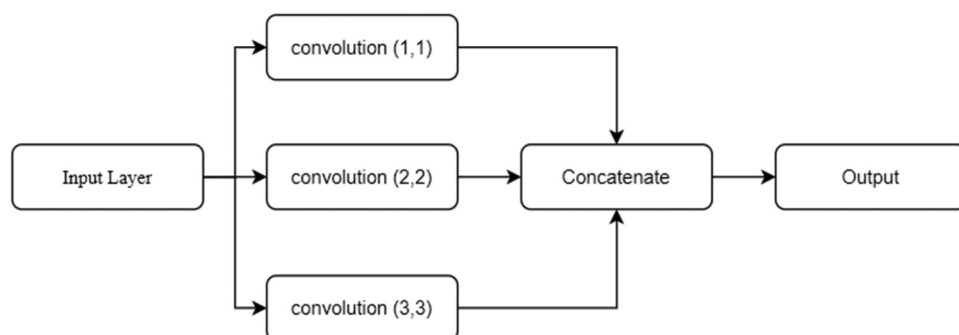 convolution (1,1)
Input Layer
convolution (2,2)
Concatenate
Output
convolution (3,3)